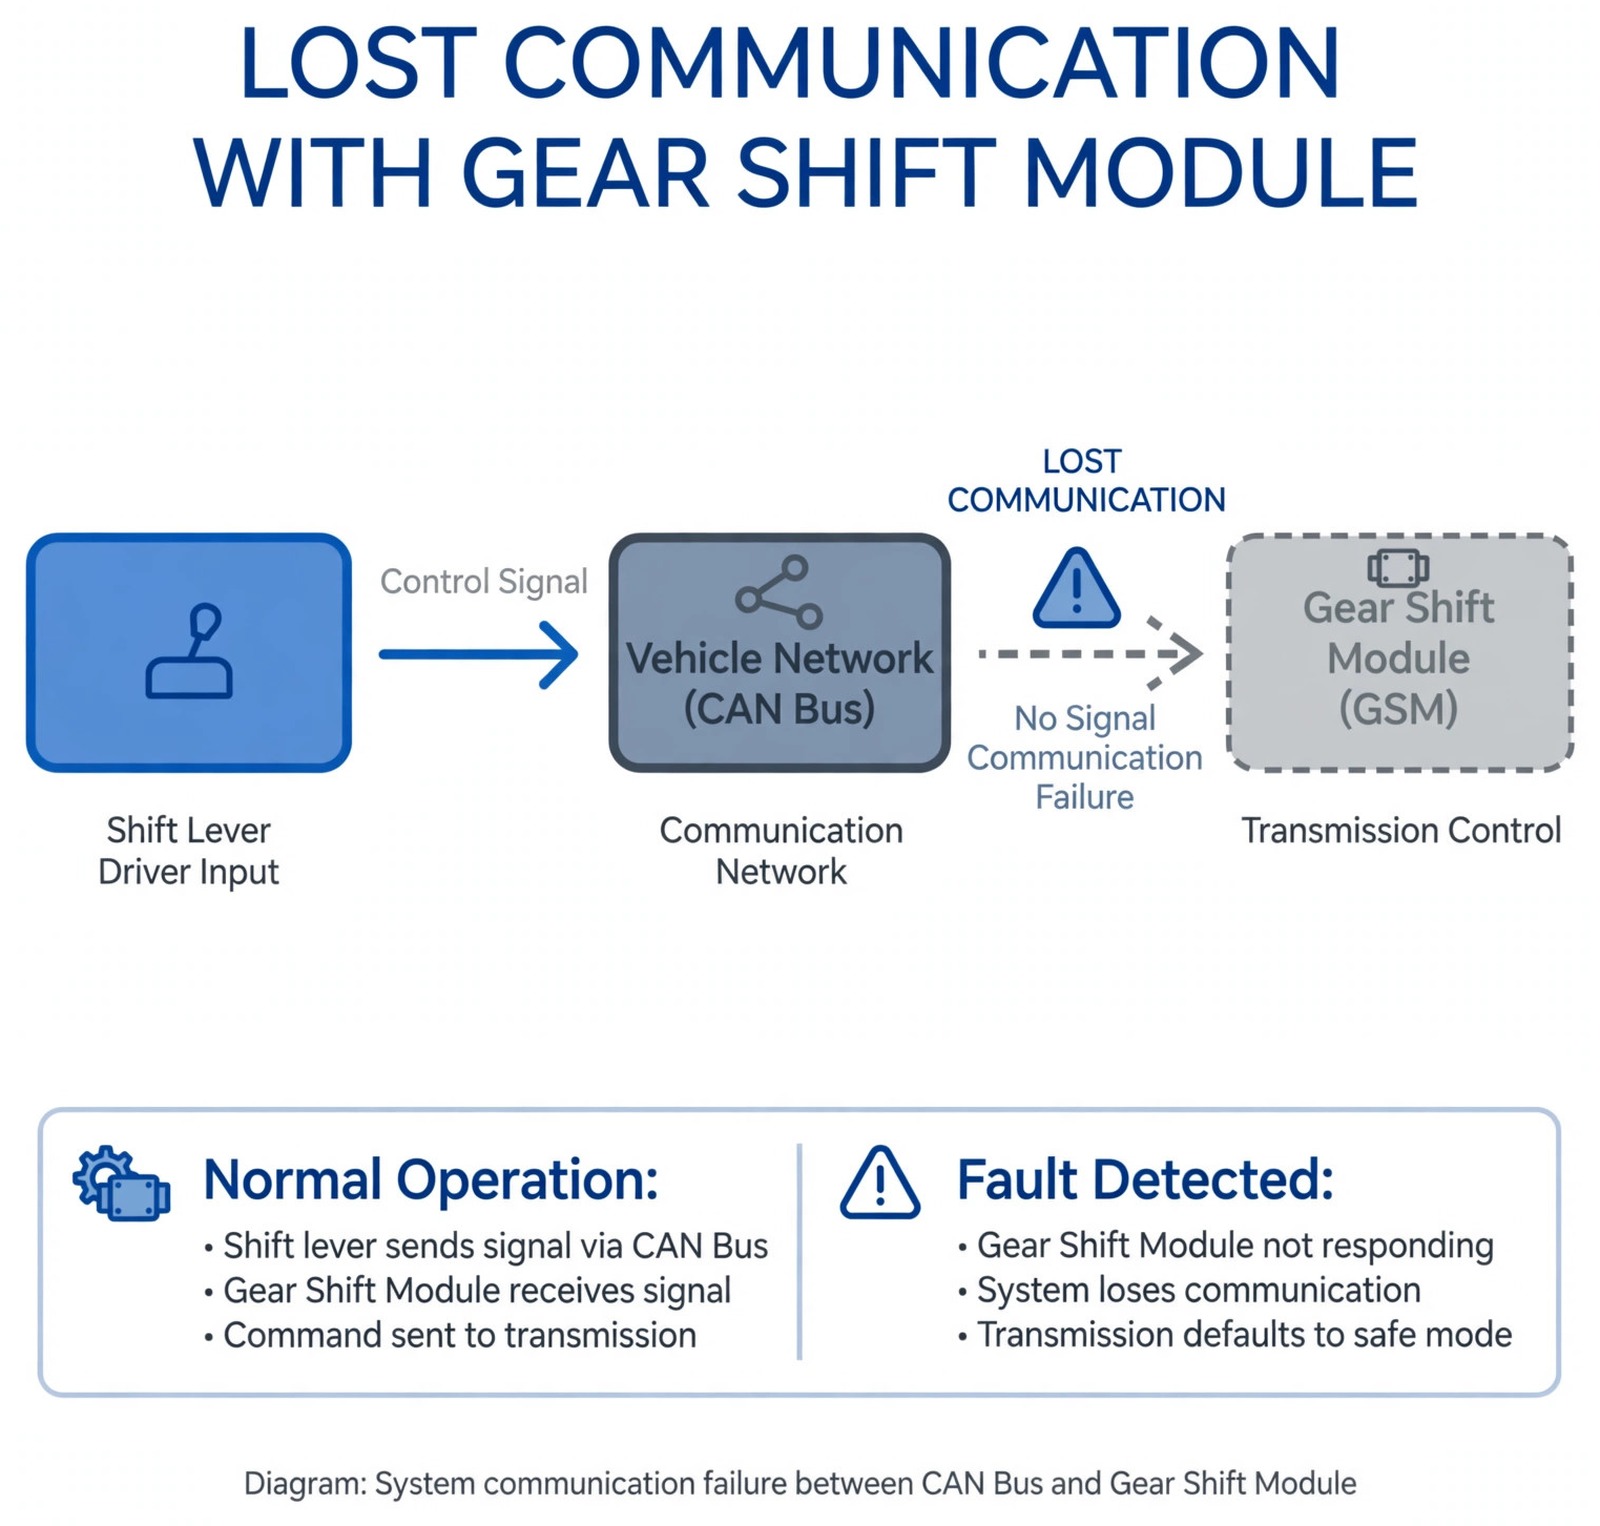 LOST COMMUNICATION
WITH GEAR SHIFT MODULE
LOST
COMMUNICATION
Control Signal
Vehicle Network
(CAN Bus)
Gear Shift
Module
(GSM)
No Signal
Communication
Failure
Shift Lever
Driver Input
Communication
Network
Transmission Control
Normal Operation:
• Shift lever sends signal via CAN Bus
• Gear Shift Module receives signal
• Command sent to transmission
Fault Detected:
• Gear Shift Module not responding
• System loses communication
• Transmission defaults to safe mode
Diagram: System communication failure between CAN Bus and Gear Shift Module